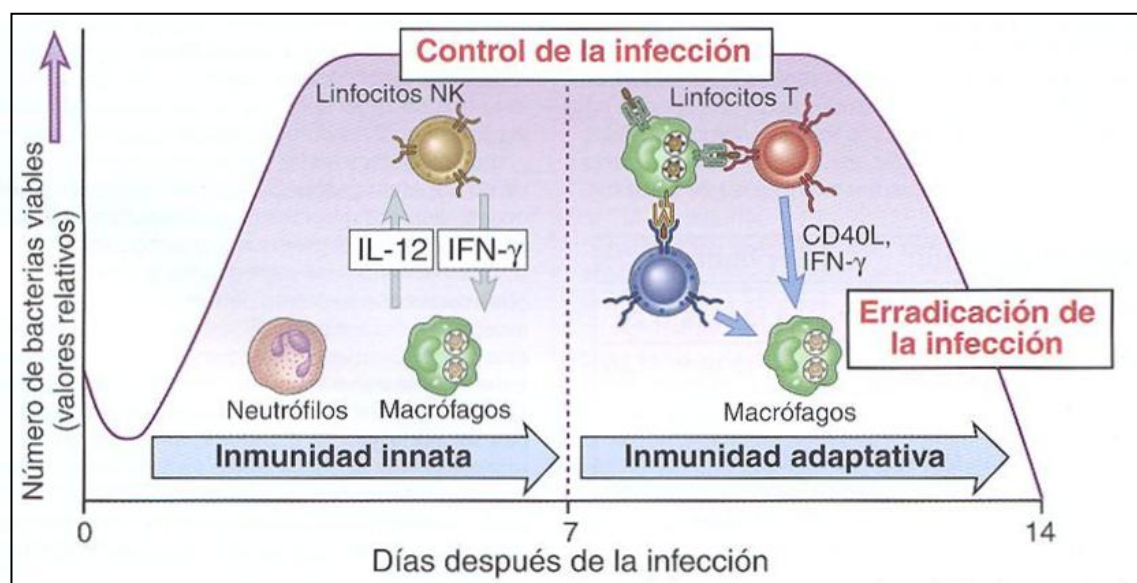 Control de la infección
Linfocitos NK
Linfocitos T
IL-12
IFN-γ
CD40L,
IFN-γ
Erradicación de
la infección
Neutrófilos
Macrófagos
Macrófagos
Inmunidad innata
Inmunidad adaptativa
Número de bacterias viables
(valores relativos)
0
7
14
Días después de la infección